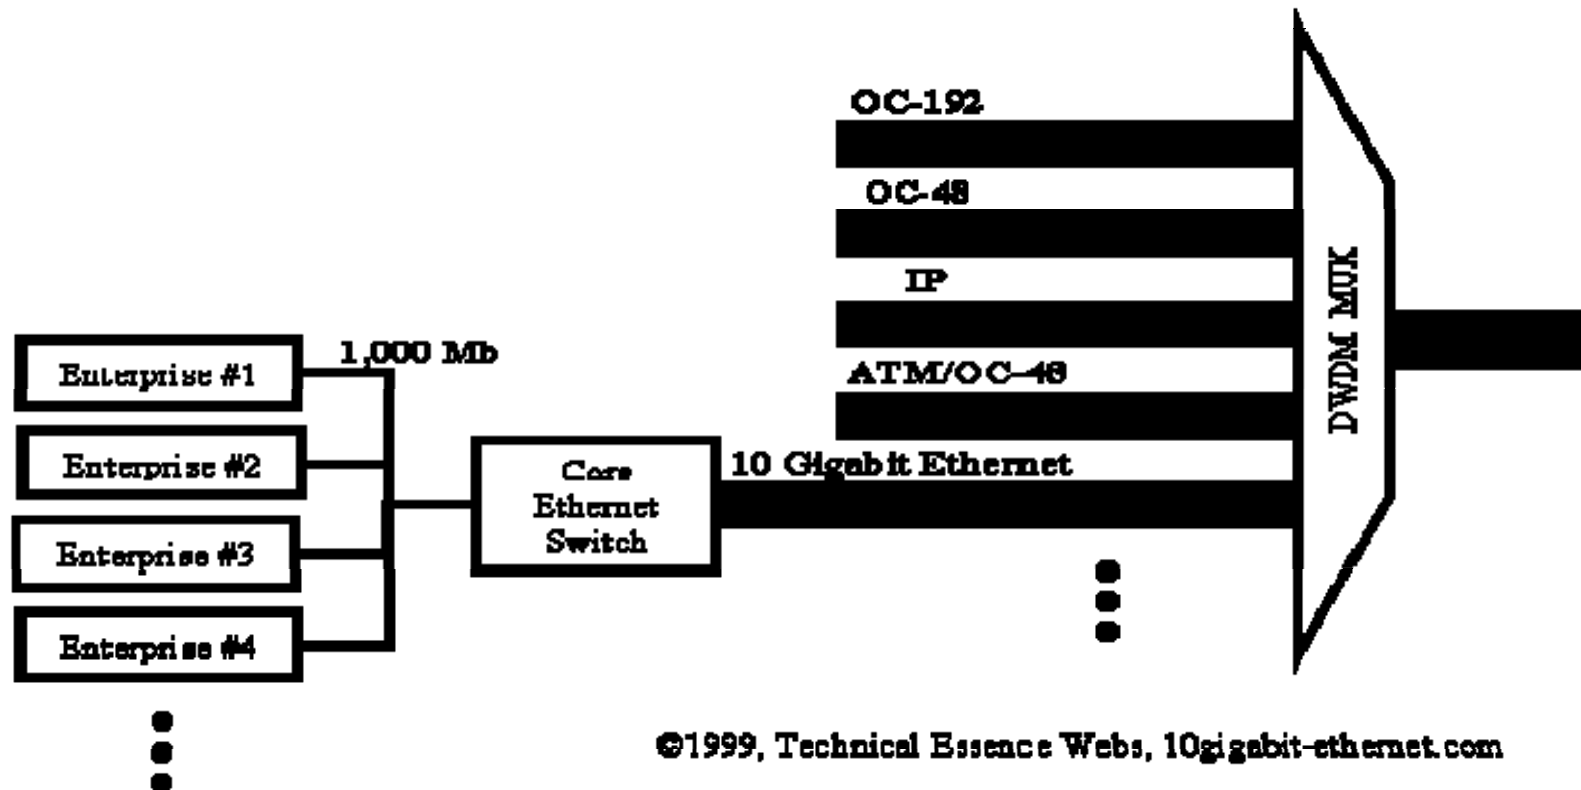 OC-192
OC-48
IP
ATM/OC-48
10 Gigabit Ethernet
DWDM MUX
1,000 Mb
Enterprise #1
Enterprise #2
Enterprise #3
Enterprise #4
Core
Ethernet
Switch
©1999, Technical Essence Webs, 10gigabit-ethernet.com